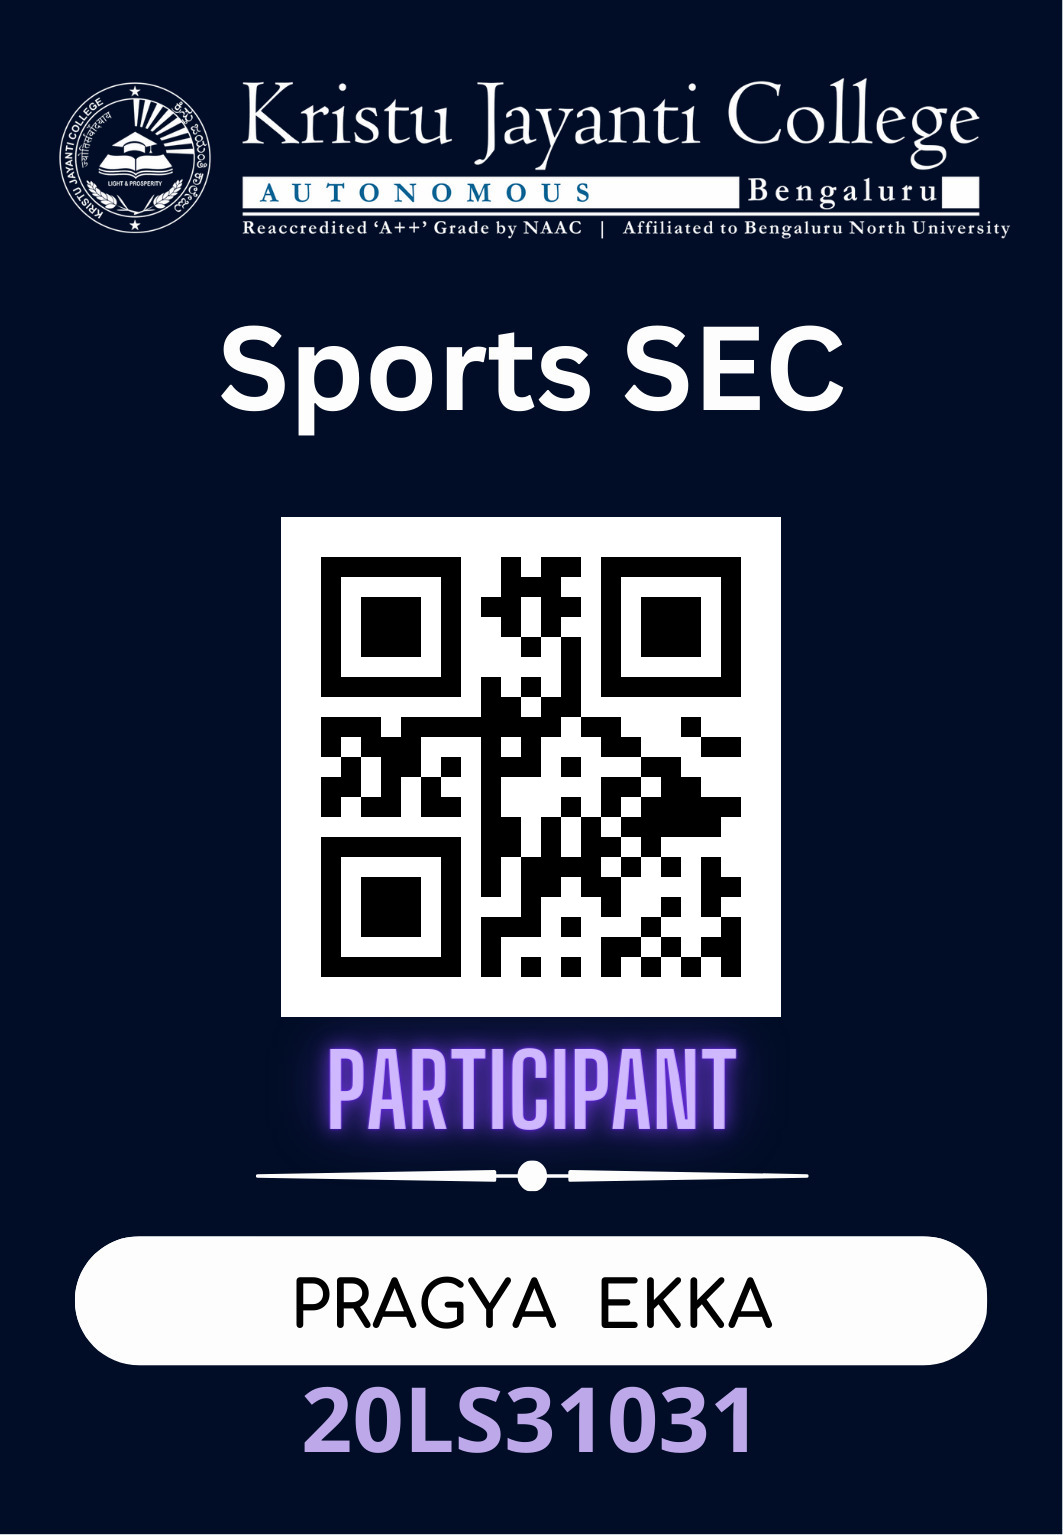 KRISTU JAYANTI COLLEGE
LIGHT & PROSPERITY
Kristu Jayanti College
AUTONOMOUS
Bengaluru
Reaccredited ‘A++’ Grade by NAAC | Affiliated to Bengaluru North University
Sports SEC
PARTICIPANT
PRAGYA EKKA
20LS31031